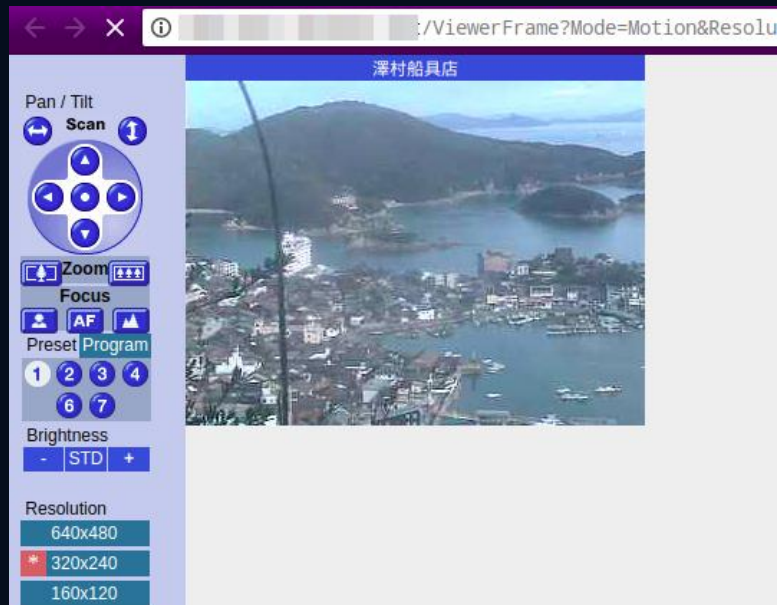 :/ViewerFrame?Mode=Motion&Resolu
澤村船具店
Pan / Tilt
Scan
Zoom
Focus
AF
Preset Program
1 2 3 4
6 7
Brightness
- STD +
Resolution
640x480
* 320x240
160x120